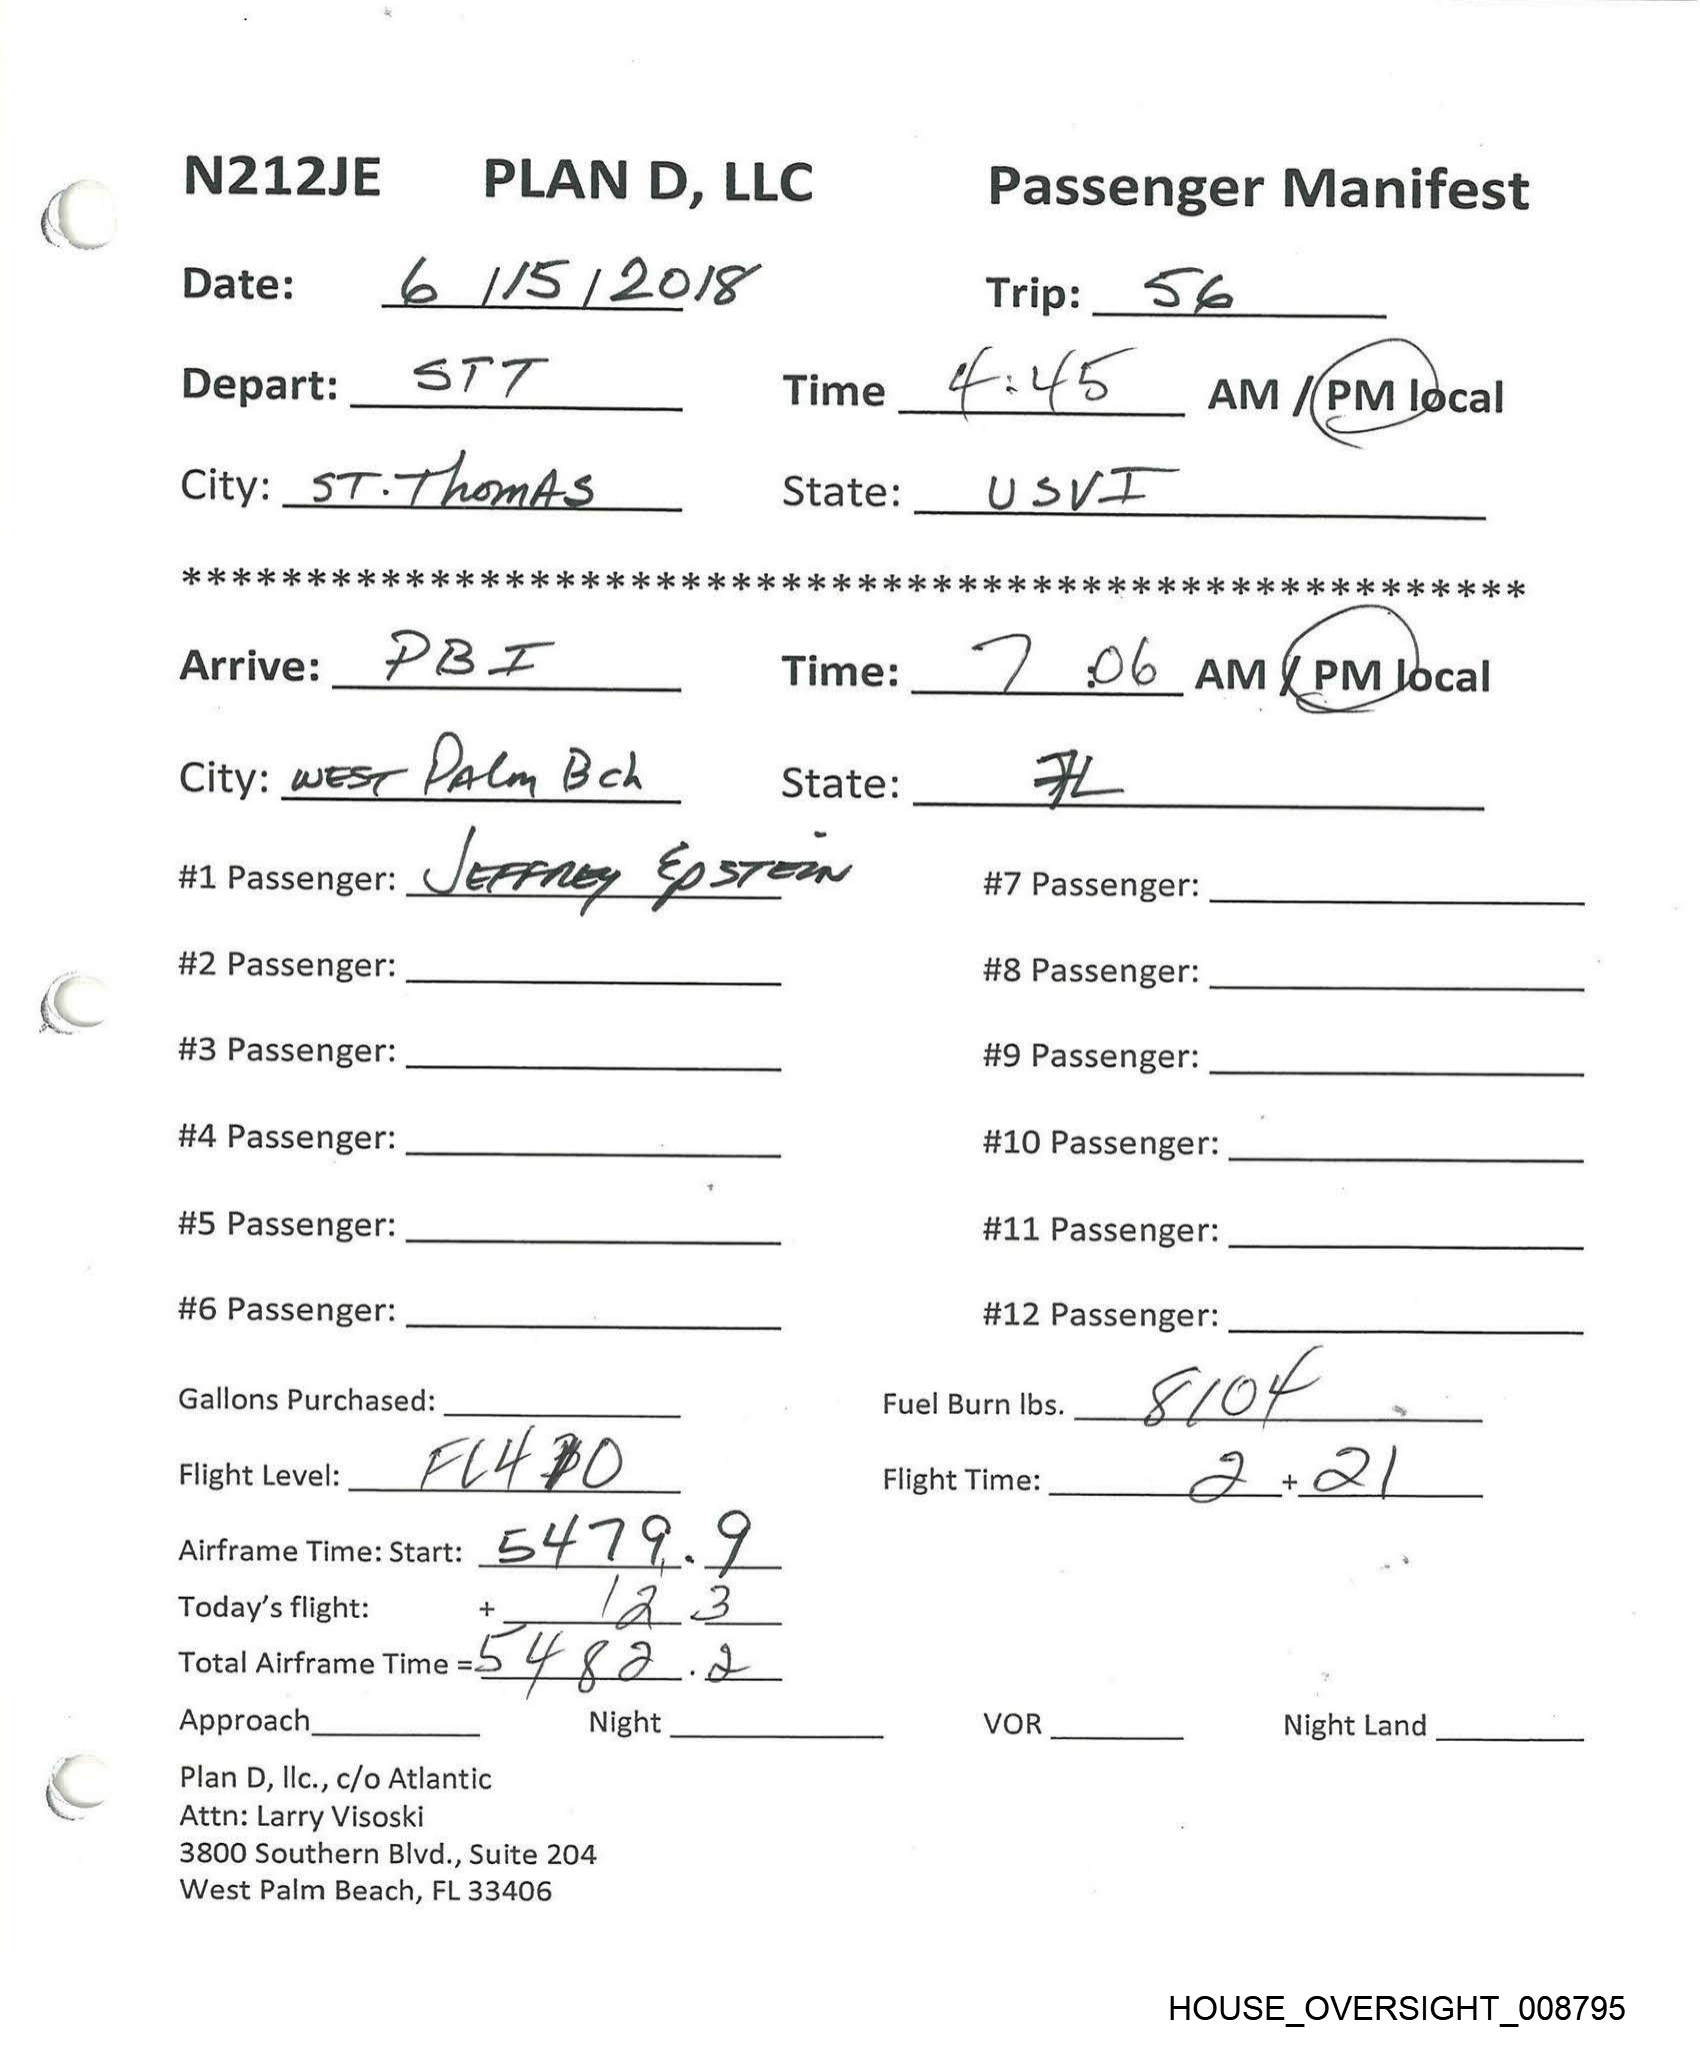 N212JE PLAN D, LLC Passenger Manifest
Date: 6 / 15 / 2018 Trip: 56
Depart: STT Time 4:45 AM / PM local
City: ST. Thomas State: USVI
******************************************************
Arrive: PBI Time: 7 :06 AM / PM local
City: WEST Palm Bch State: FL
#1 Passenger: JEFFREY EPSTEIN #7 Passenger:
#2 Passenger: #8 Passenger:
#3 Passenger: #9 Passenger:
#4 Passenger: #10 Passenger:
#5 Passenger: #11 Passenger:
#6 Passenger: #12 Passenger:
Gallons Purchased: Fuel Burn lbs. 8104
Flight Level: Flight Time: 2 + 21
Airframe Time: Start: 5479.9
Today's flight: +
Total Airframe Time = 5482.2
Approach Night VOR Night Land
Plan D, llc., c/o Atlantic
Attn: Larry Visoski
3800 Southern Blvd., Suite 204
West Palm Beach, FL 33406
HOUSE_OVERSIGHT_008795